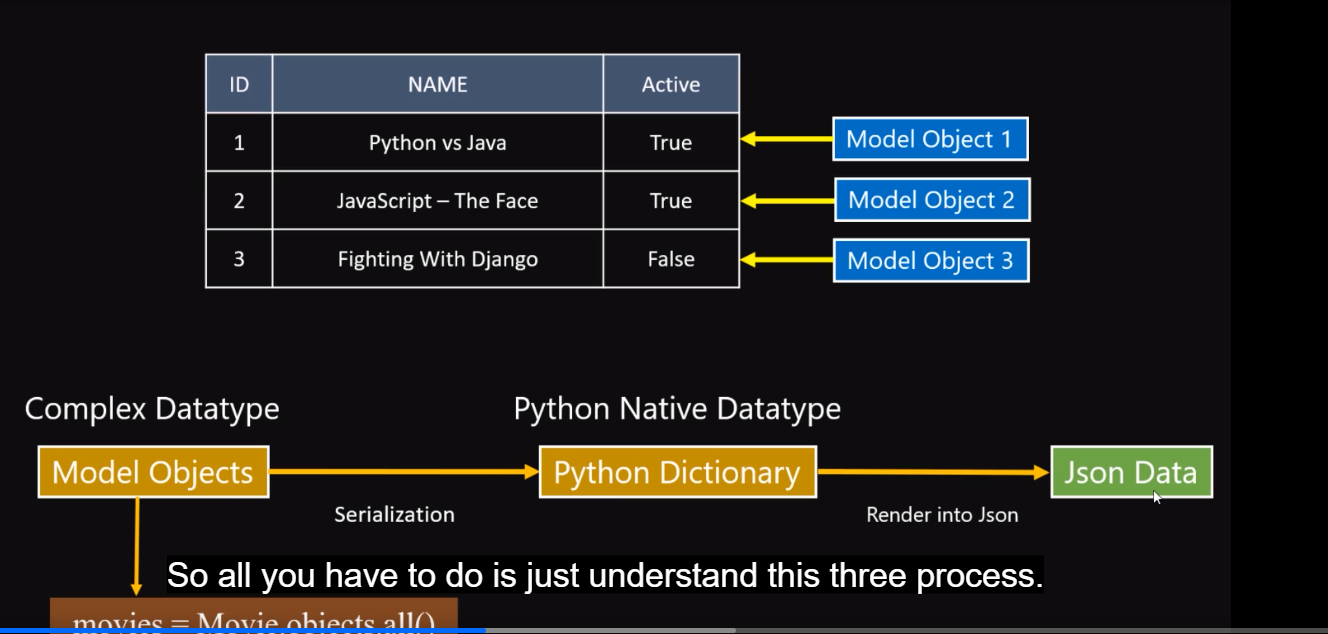 ID NAME Active
1 Python vs Java True Model Object 1
2 JavaScript – The Face True Model Object 2
3 Fighting With Django False Model Object 3
Complex Datatype Python Native Datatype
Model Objects Python Dictionary Json Data
Serialization Render into Json
So all you have to do is just understand this three process.
movies = Movie.objects.all()